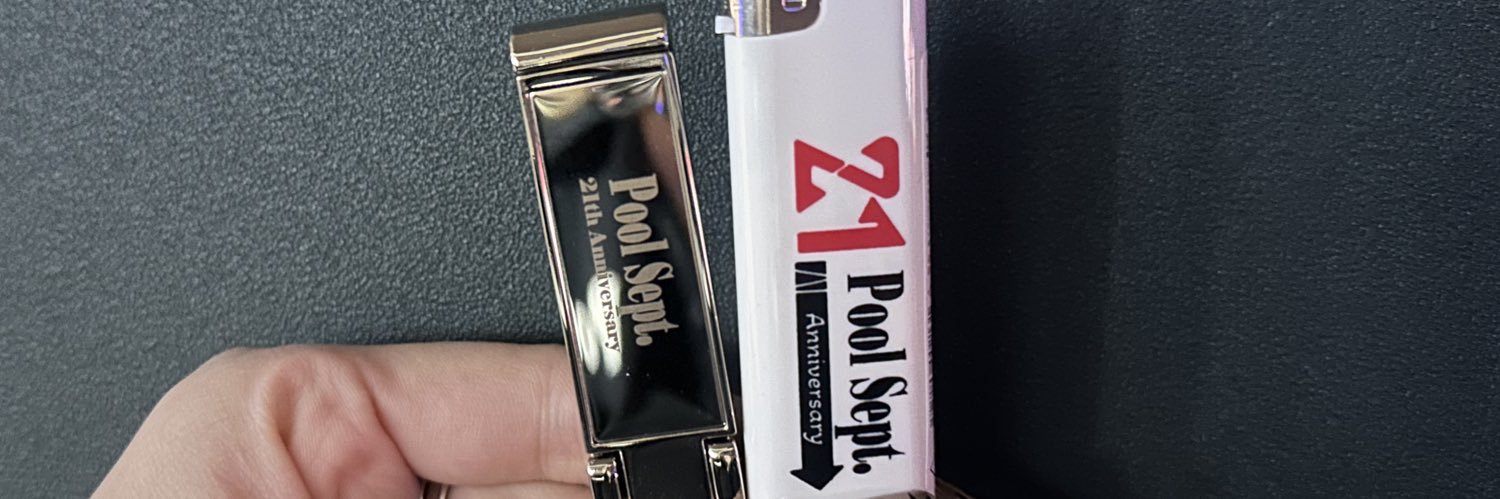 Pool Sept.
21th Anniversary
21
Pool Sept.
Anniversary